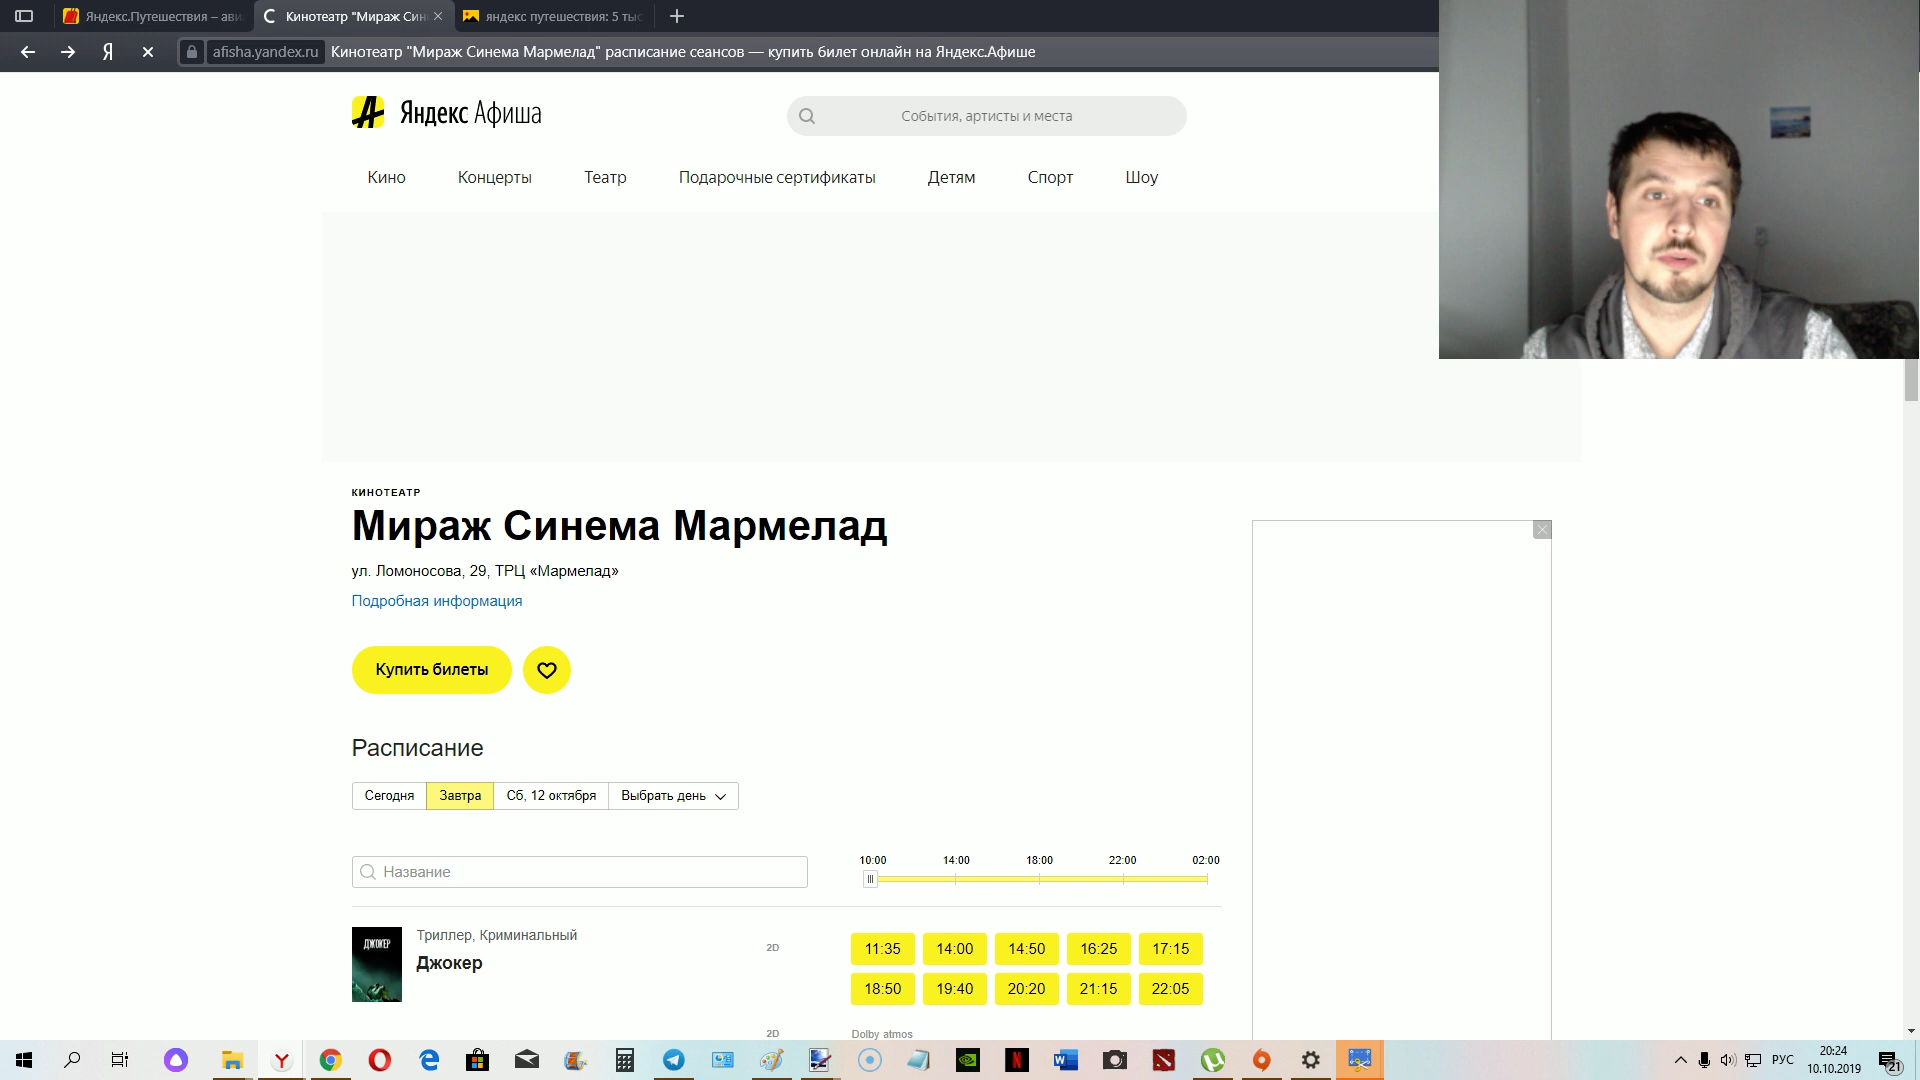 Яндекс.Путешествия – ави
Кинотеатр "Мираж Син
яндекс путешествия: 5 тыс
Я
afisha.yandex.ru
Кинотеатр "Мираж Синема Мармелад" расписание сеансов — купить билет онлайн на Яндекс.Афише
Яндекс Афиша
События, артисты и места
Кино
Концерты
Театр
Подарочные сертификаты
Детям
Спорт
Шоу
КИНОТЕАТР
Мираж Синема Мармелад
ул. Ломоносова, 29, ТРЦ «Мармелад»
Подробная информация
Купить билеты
Расписание
Сегодня
Завтра
Сб, 12 октября
Выбрать день
Название
10:00 14:00 18:00 22:00 02:00
ДЖОКЕР
Триллер, Криминальный
Джокер
2D
11:35 14:00 14:50 16:25 17:15
18:50 19:40 20:20 21:15 22:05
2D
Dolby atmos
РУС
20:24
10.10.2019
21